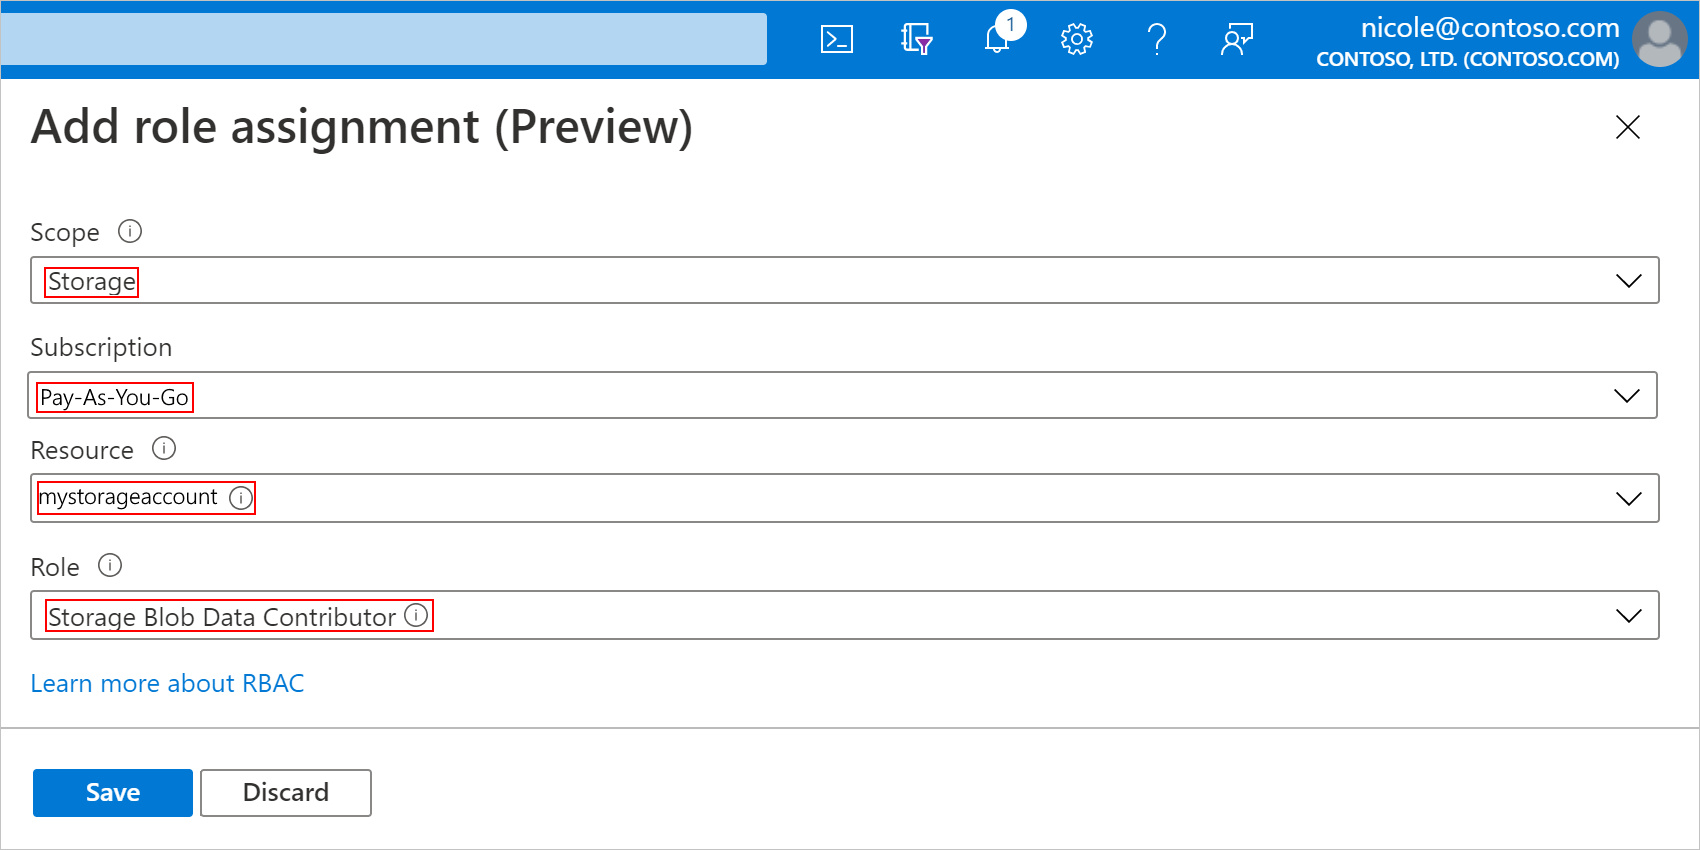 1
nicole@contoso.com
CONTOSO, LTD. (CONTOSO.COM)
Add role assignment (Preview)
Scope
Storage
Subscription
Pay-As-You-Go
Resource
mystorageaccount
Role
Storage Blob Data Contributor
Learn more about RBAC
Save Discard